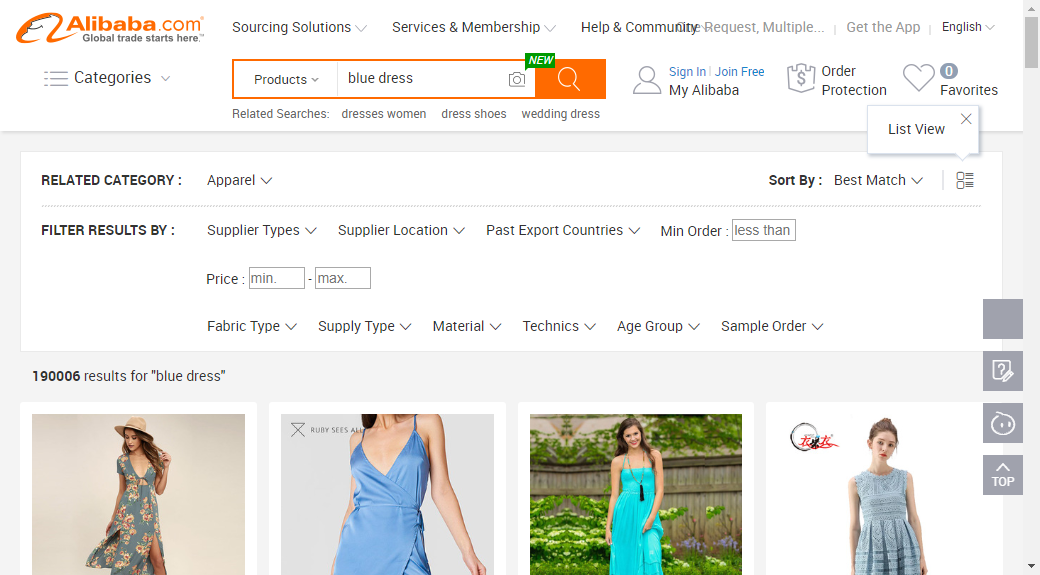 Alibaba.com
Global trade starts here.™
Sourcing Solutions
Services & Membership
Help & Community
One Request, Multiple...
Get the App
English
Categories
Products
blue dress
NEW
Sign In | Join Free
My Alibaba
Order
Protection
0
Favorites
Related Searches: dresses women dress shoes wedding dress
List View
RELATED CATEGORY :
Apparel
Sort By :
Best Match
FILTER RESULTS BY :
Supplier Types
Supplier Location
Past Export Countries
Min Order :
less than
Price :
min.
-
max.
Fabric Type
Supply Type
Material
Technics
Age Group
Sample Order
190006 results for "blue dress"
RUBY SEES ALL
TOP